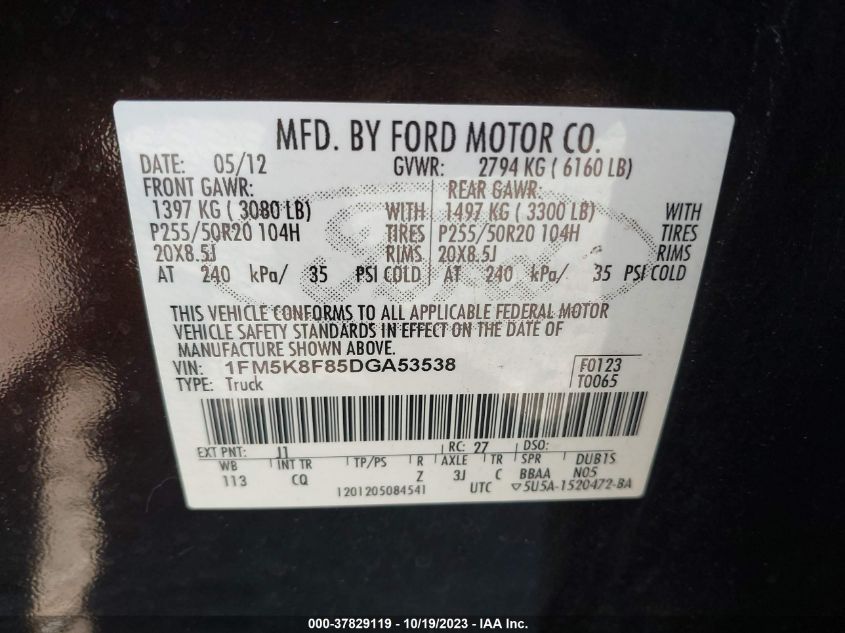 MFD. BY FORD MOTOR CO.
DATE: 05/12 GVWR: 2794 KG ( 6160 LB)
FRONT GAWR: REAR GAWR:
1397 KG ( 3080 LB) WITH 1497 KG ( 3300 LB) WITH
P255/50R20 104H TIRES P255/50R20 104H TIRES
20X8.5J RIMS 20X8.5J RIMS
AT 240 kPa/ 35 PSI COLD AT 240 kPa/ 35 PSI COLD
THIS VEHICLE CONFORMS TO ALL APPLICABLE FEDERAL MOTOR
VEHICLE SAFETY STANDARDS IN EFFECT ON THE DATE OF
MANUFACTURE SHOWN ABOVE.
VIN: 1FM5K8F85DGA53538 F0123
TYPE: Truck T0065
EXT PNT: J1 RC: 27 DSO:
WB INT TR TP/PS R AXLE TR SPR DUBTS
113 CQ Z 3J C BBAA N05
1201205084541 UTC ▽5U5A-1520472-BA
000-37829119 - 10/19/2023 - IAA Inc.